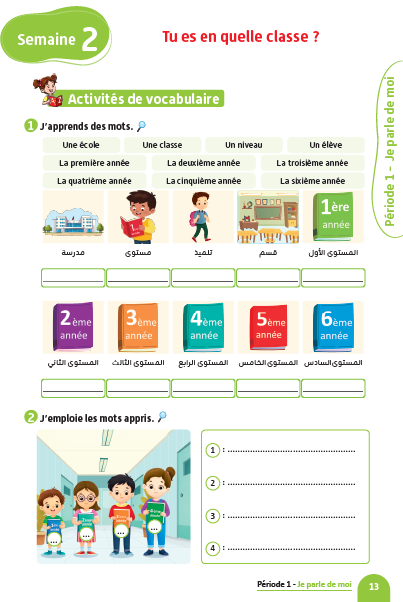 Semaine 2
Tu es en quelle classe ?
Activités de vocabulaire
1 J'apprends des mots.
Une école Une classe Un niveau Un élève
La première année La deuxième année La troisième année
La quatrième année La cinquième année La sixième année
1ère
année
مدرسة مستوى تلميذ قسم المستوى الأول
2ème
année
3ème
année
4ème
année
5ème
année
6ème
année
المستوى الثاني المستوى الثالث المستوى الرابع المستوى الخامس المستوى السادس
2 J'emploie les mots appris.
1 : ................................................
2 : ................................................
3 : ................................................
4 : ................................................
Période 1 - Je parle de moi
Période 1 - Je parle de moi 13